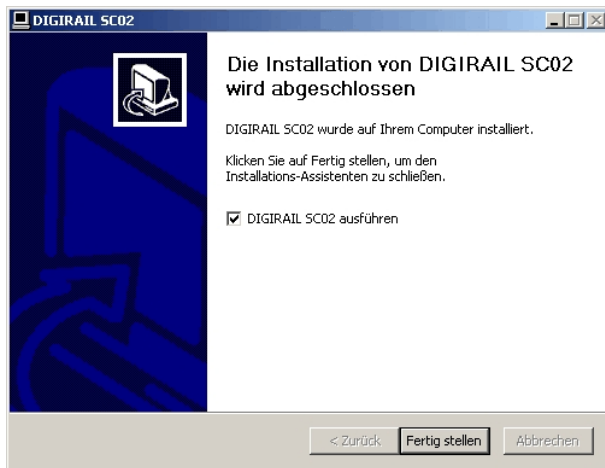 DIGIRAIL SC02
Die Installation von DIGIRAIL SC02
wird abgeschlossen
DIGIRAIL SC02 wurde auf Ihrem Computer installiert.
Klicken Sie auf Fertig stellen, um den
Installations-Assistenten zu schließen.
DIGIRAIL SC02 ausführen
< Zurück Fertig stellen Abbrechen